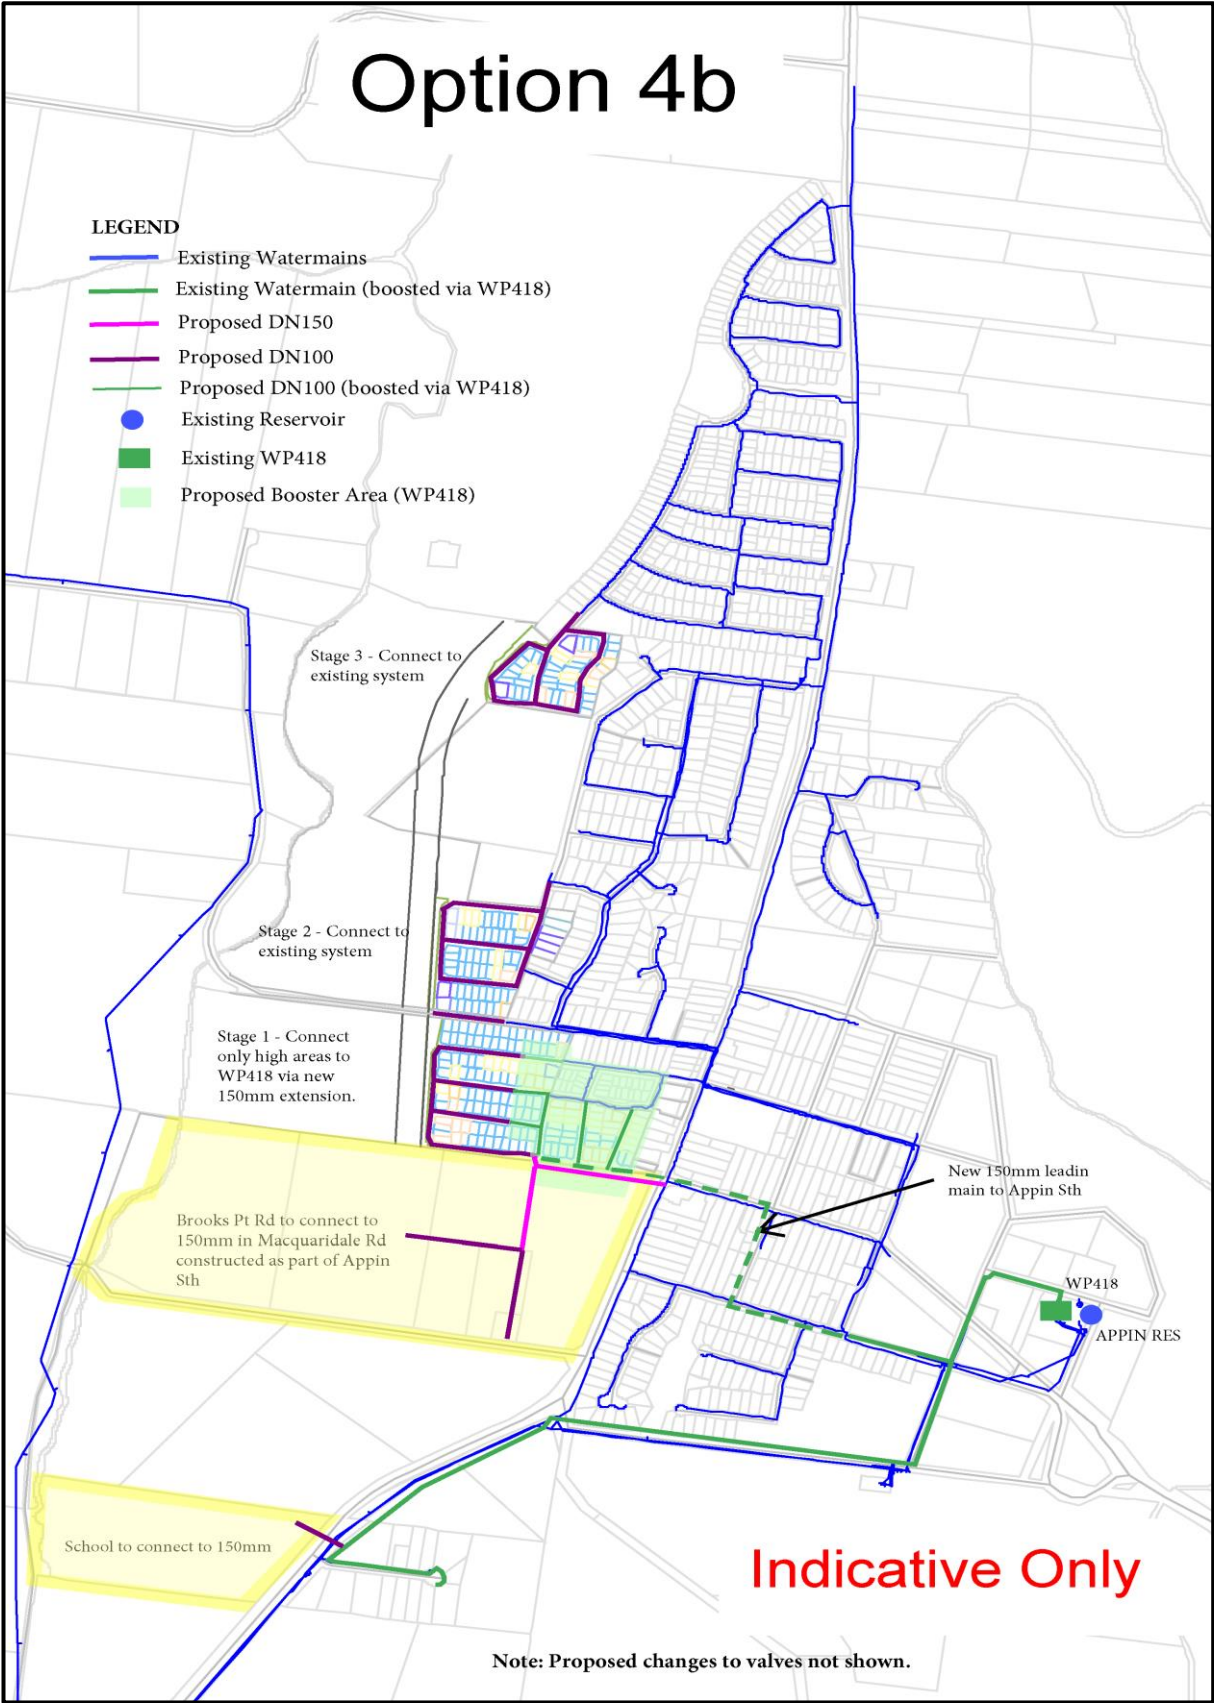 Option 4b
LEGEND
Existing Watermains
Existing Watermain (boosted via WP418)
Proposed DN150
Proposed DN100
Proposed DN100 (boosted via WP418)
Existing Reservoir
Existing WP418
Proposed Booster Area (WP418)
Stage 3 - Connect to
existing system
Stage 2 - Connect to
existing system
Stage 1 - Connect
only high areas to
WP418 via new
150mm extension.
New 150mm leadin
main to Appin Sth
Brooks Pt Rd to connect to
150mm in Macquaridale Rd
constructed as part of Appin
Sth
WP418
APPIN RES
School to connect to 150mm
Indicative Only
Note: Proposed changes to valves not shown.